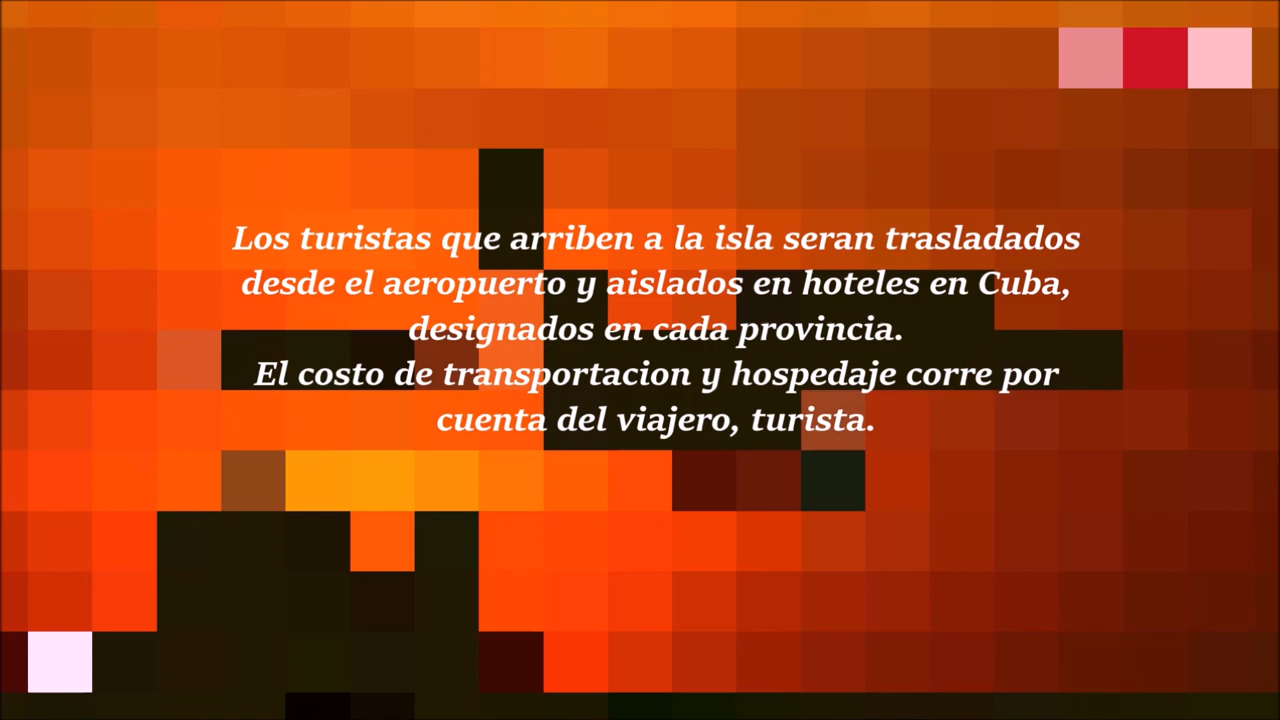 Los turistas que arriben a la isla seran trasladados
desde el aeropuerto y aislados en hoteles en Cuba,
designados en cada provincia.
El costo de transportacion y hospedaje corre por
cuenta del viajero, turista.